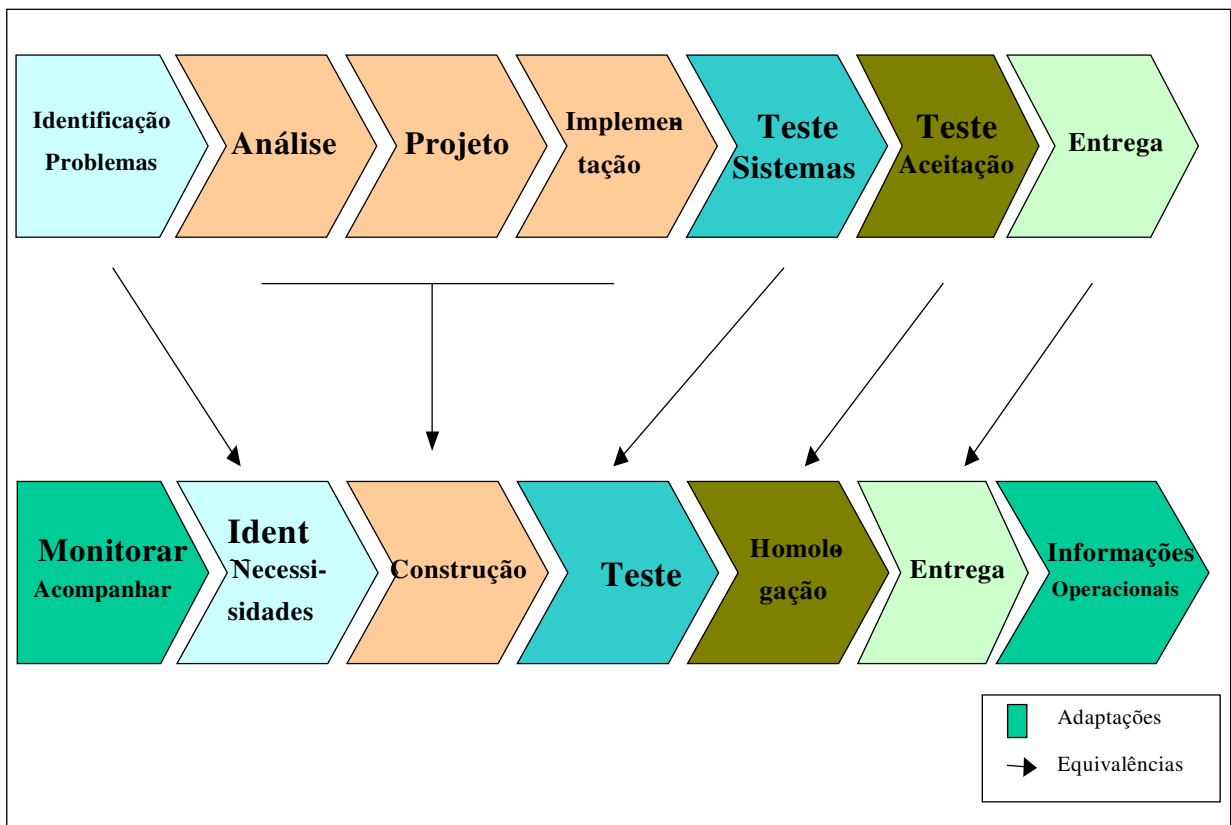 Identificação
Problemas
Análise
Projeto
Implemen-
tação
Teste
Sistemas
Teste
Aceitação
Entrega
Monitorar
Acompanhar
Ident
Necessi-
sidades
Construção
Teste
Homolo-
gação
Entrega
Informações
Operacionais
Adaptações
Equivalências